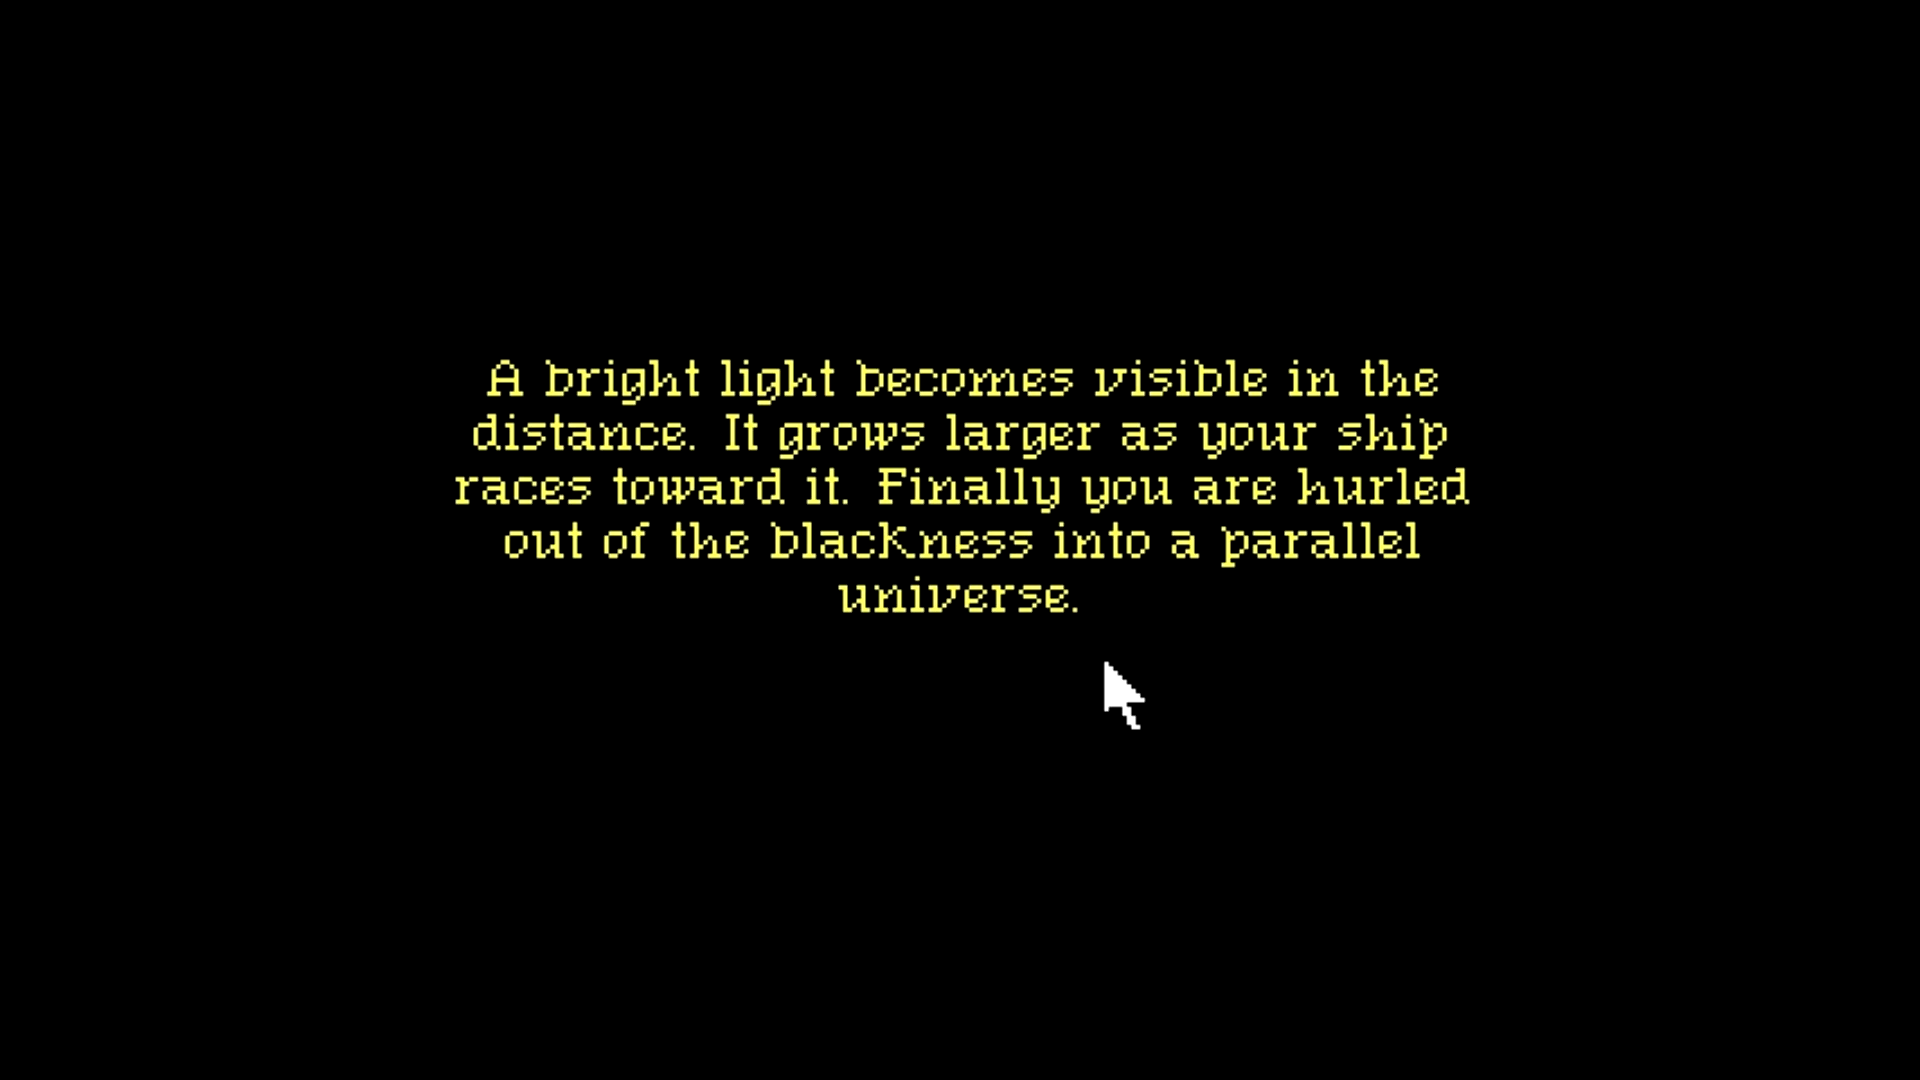 A bright light becomes visible in the
distance. It grows larger as your ship
races toward it. Finally you are hurled
out of the blackness into a parallel
universe.